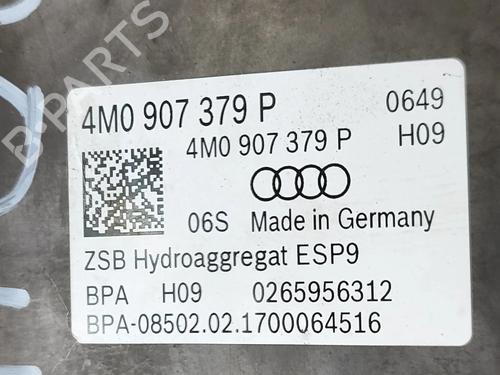 B-PARTS
4M0 907 379 P 0649
4M0 907 379 P H09
06S Made in Germany
ZSB Hydroaggregat ESP9
BPA H09 0265956312
BPA-08502.02.1700064516